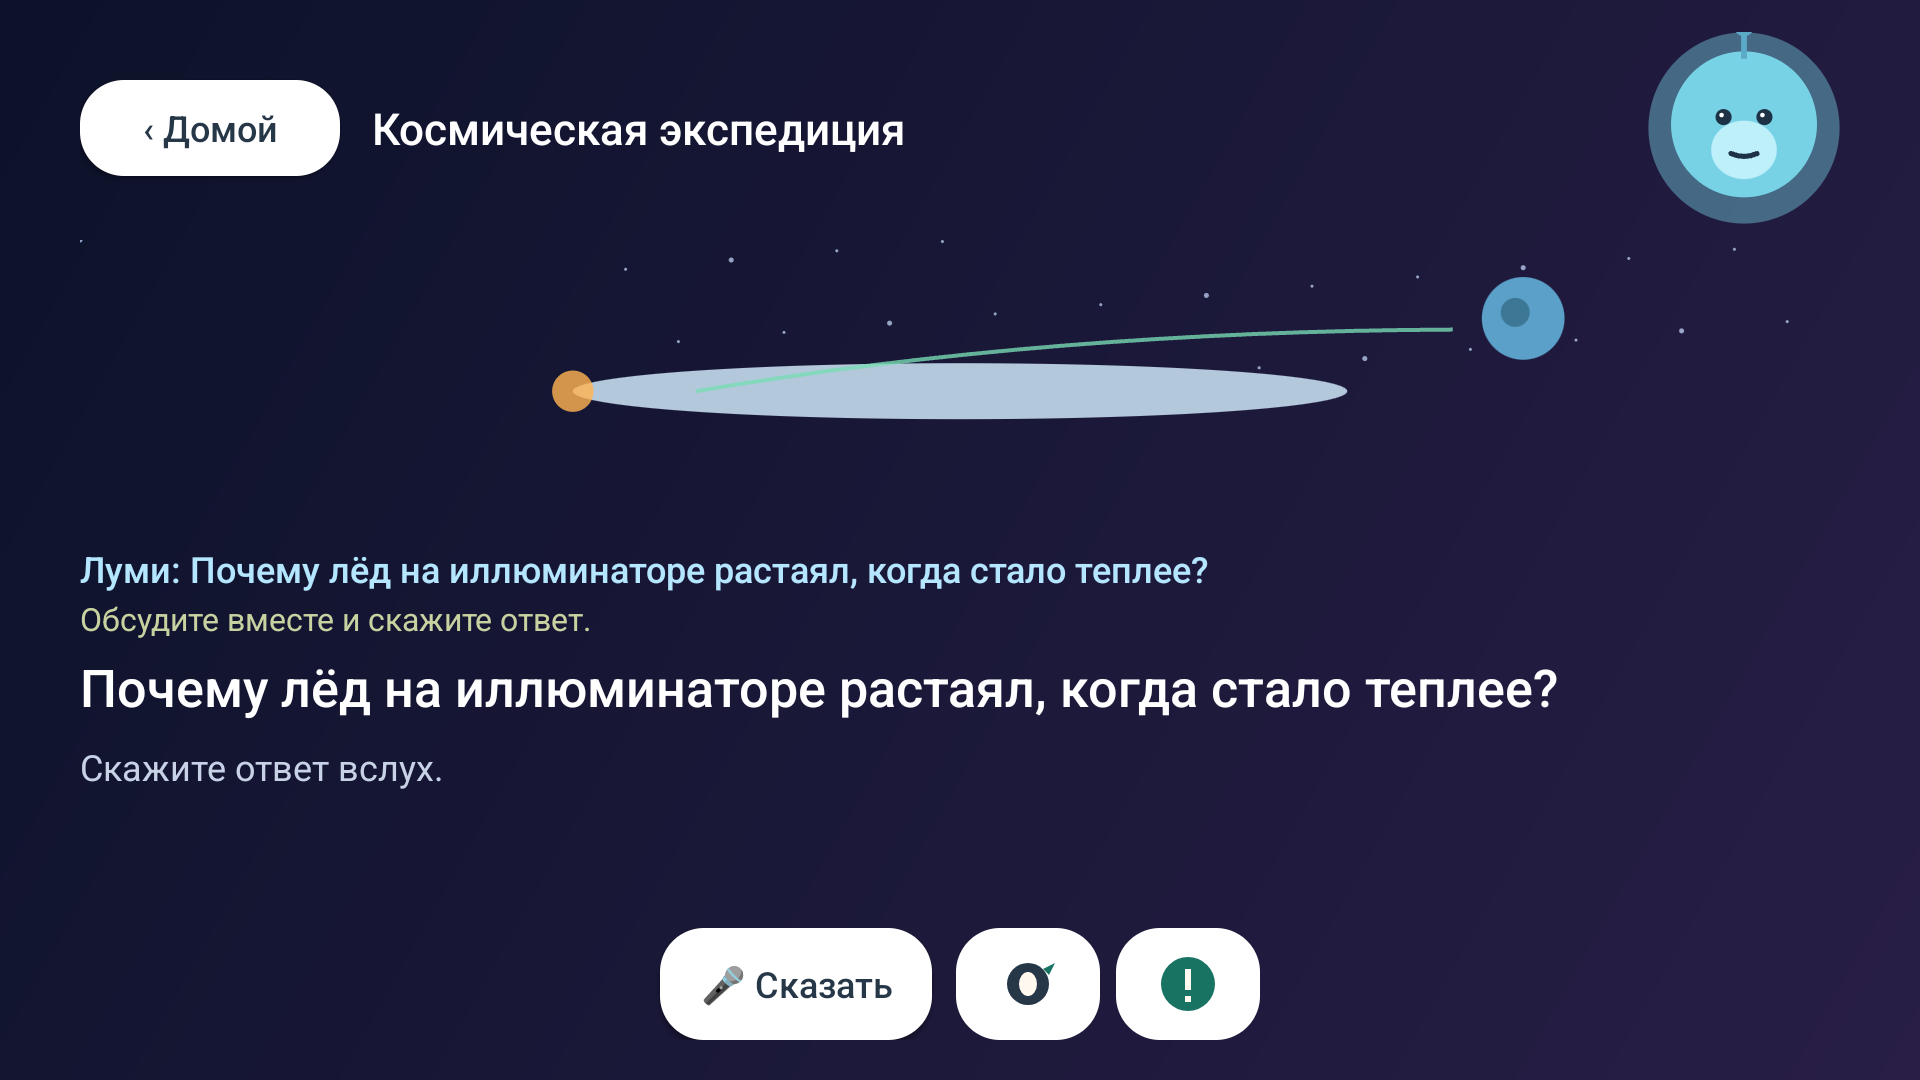 ‹ Домой
Космическая экспедиция
Луми: Почему лёд на иллюминаторе растаял, когда стало теплее?
Обсудите вместе и скажите ответ.
Почему лёд на иллюминаторе растаял, когда стало теплее?
Скажите ответ вслух.
🎤 Сказать